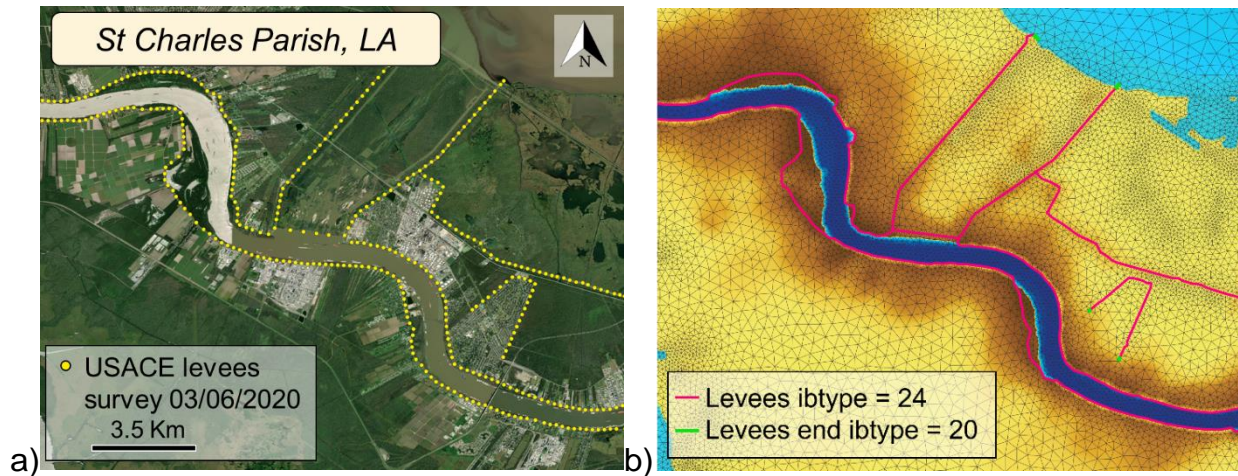 St Charles Parish, LA
N
USACE levees
survey 03/06/2020
3.5 Km
a)
Levees ibtype = 24
Levees end ibtype = 20
b)